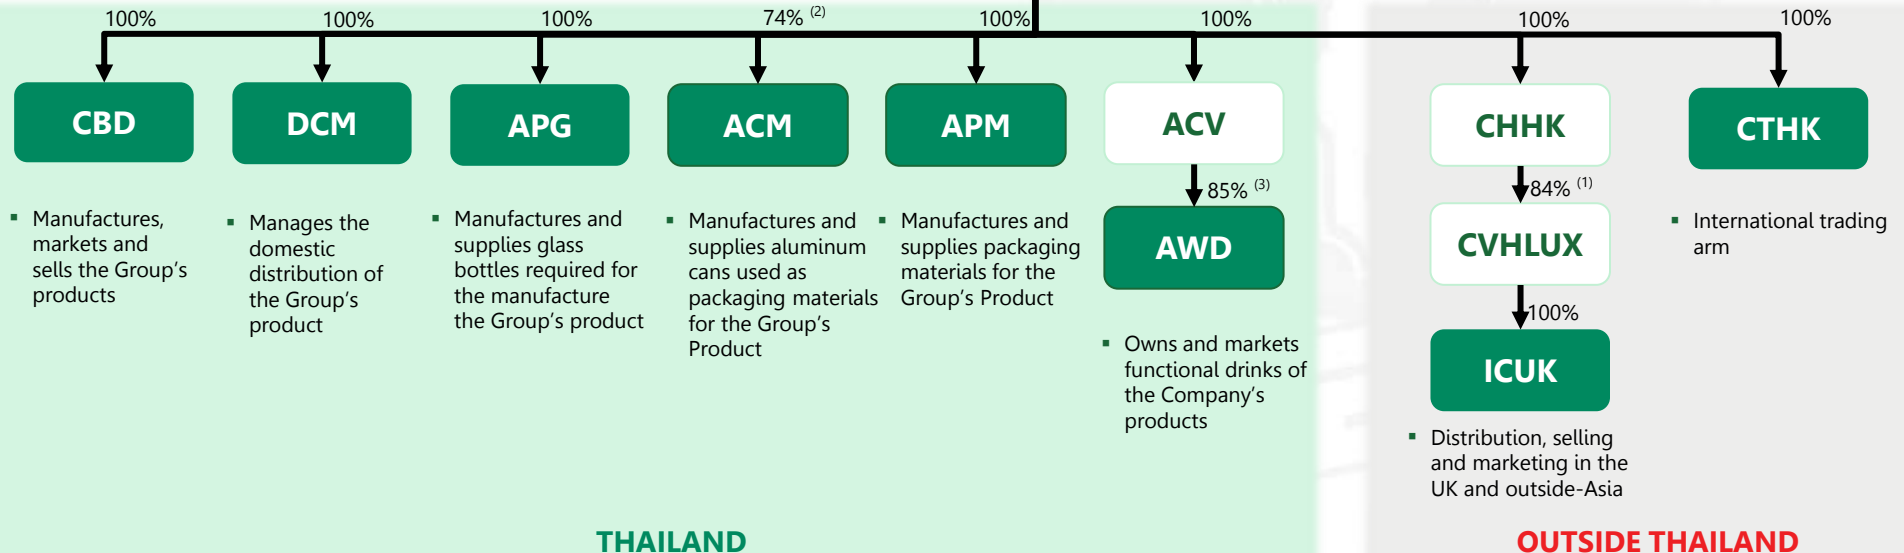 100%
100%
100%
74% (2)
100%
100%
100%
100%
CBD
DCM
APG
ACM
APM
ACV
CHHK
CTHK
85% (3)
84% (1)
AWD
CVHLUX
100%
ICUK
▪ Manufactures,
markets and
sells the Group's
products
▪ Manages the
domestic
distribution of
the Group's
product
▪ Manufactures and
supplies glass
bottles required for
the manufacture
the Group's product
▪ Manufactures and
supplies aluminum
cans used as
packaging materials
for the Group's
Product
▪ Manufactures and
supplies packaging
materials for the
Group's Product
▪ Owns and markets
functional drinks of
the Company's
products
▪ Distribution, selling
and marketing in the
UK and outside-Asia
▪ International trading
arm
THAILAND
OUTSIDE THAILAND